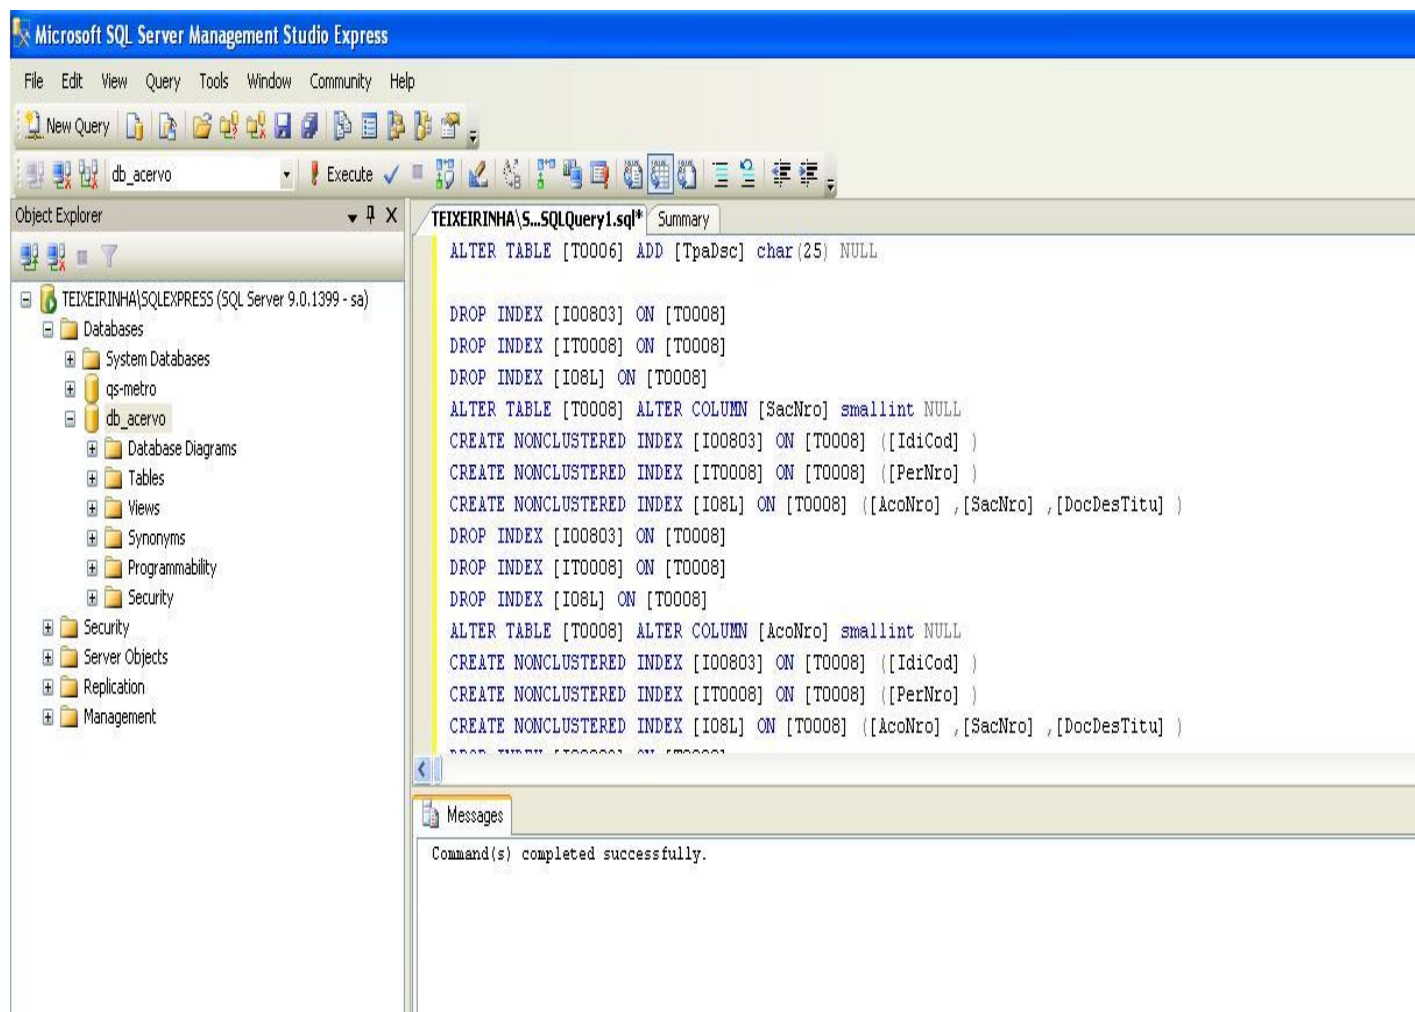 Microsoft SQL Server Management Studio Express
File Edit View Query Tools Window Community Help
New Query
db_acervo Execute
Object Explorer
TEIXEIRINHA\SQLEXPRESS (SQL Server 9.0.1399 - sa)
Databases
System Databases
qs-metro
db_acervo
Database Diagrams
Tables
Views
Synonyms
Programmability
Security
Security
Server Objects
Replication
Management
TEIXEIRINHA\S...SQLQuery1.sql* Summary
ALTER TABLE [T0006] ADD [TpaDsc] char(25) NULL
DROP INDEX [I00803] ON [T0008]
DROP INDEX [IT0008] ON [T0008]
DROP INDEX [I08L] ON [T0008]
ALTER TABLE [T0008] ALTER COLUMN [SacNro] smallint NULL
CREATE NONCLUSTERED INDEX [I00803] ON [T0008] ([IdiCod] )
CREATE NONCLUSTERED INDEX [IT0008] ON [T0008] ([PerNro] )
CREATE NONCLUSTERED INDEX [I08L] ON [T0008] ([AcoNro] ,[SacNro] ,[DocDesTitu] )
DROP INDEX [I00803] ON [T0008]
DROP INDEX [IT0008] ON [T0008]
DROP INDEX [I08L] ON [T0008]
ALTER TABLE [T0008] ALTER COLUMN [AcoNro] smallint NULL
CREATE NONCLUSTERED INDEX [I00803] ON [T0008] ([IdiCod] )
CREATE NONCLUSTERED INDEX [IT0008] ON [T0008] ([PerNro] )
CREATE NONCLUSTERED INDEX [I08L] ON [T0008] ([AcoNro] ,[SacNro] ,[DocDesTitu] )
Messages
Command(s) completed successfully.